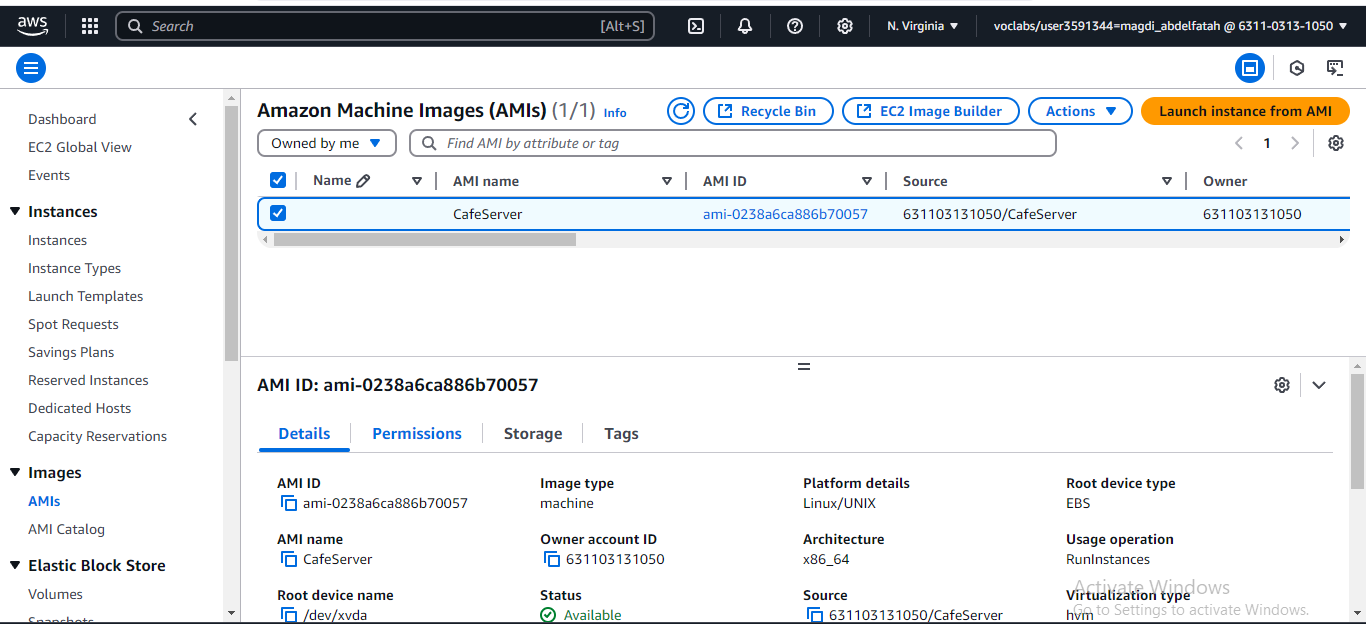 aws Search [Alt+S] N. Virginia voclabs/user3591344=magdi_abdelfatah @ 6311-0313-1050
Dashboard
EC2 Global View
Events
Instances
Instances
Instance Types
Launch Templates
Spot Requests
Savings Plans
Reserved Instances
Dedicated Hosts
Capacity Reservations
Images
AMIs
AMI Catalog
Elastic Block Store
Volumes
Snapshots
Amazon Machine Images (AMIs) (1/1) Info Recycle Bin EC2 Image Builder Actions Launch instance from AMI
Owned by me Find AMI by attribute or tag 1
Name AMI name AMI ID Source Owner
CafeServer ami-0238a6ca886b70057 631103131050/CafeServer 631103131050
AMI ID: ami-0238a6ca886b70057
Details Permissions Storage Tags
AMI ID Image type Platform details Root device type
ami-0238a6ca886b70057 machine Linux/UNIX EBS
AMI name Owner account ID Architecture Usage operation
CafeServer 631103131050 x86_64 RunInstances
Root device name Status Source Virtualization type
/dev/xvda Available 631103131050/CafeServer hvm
Activate Windows
Go to Settings to activate Windows.